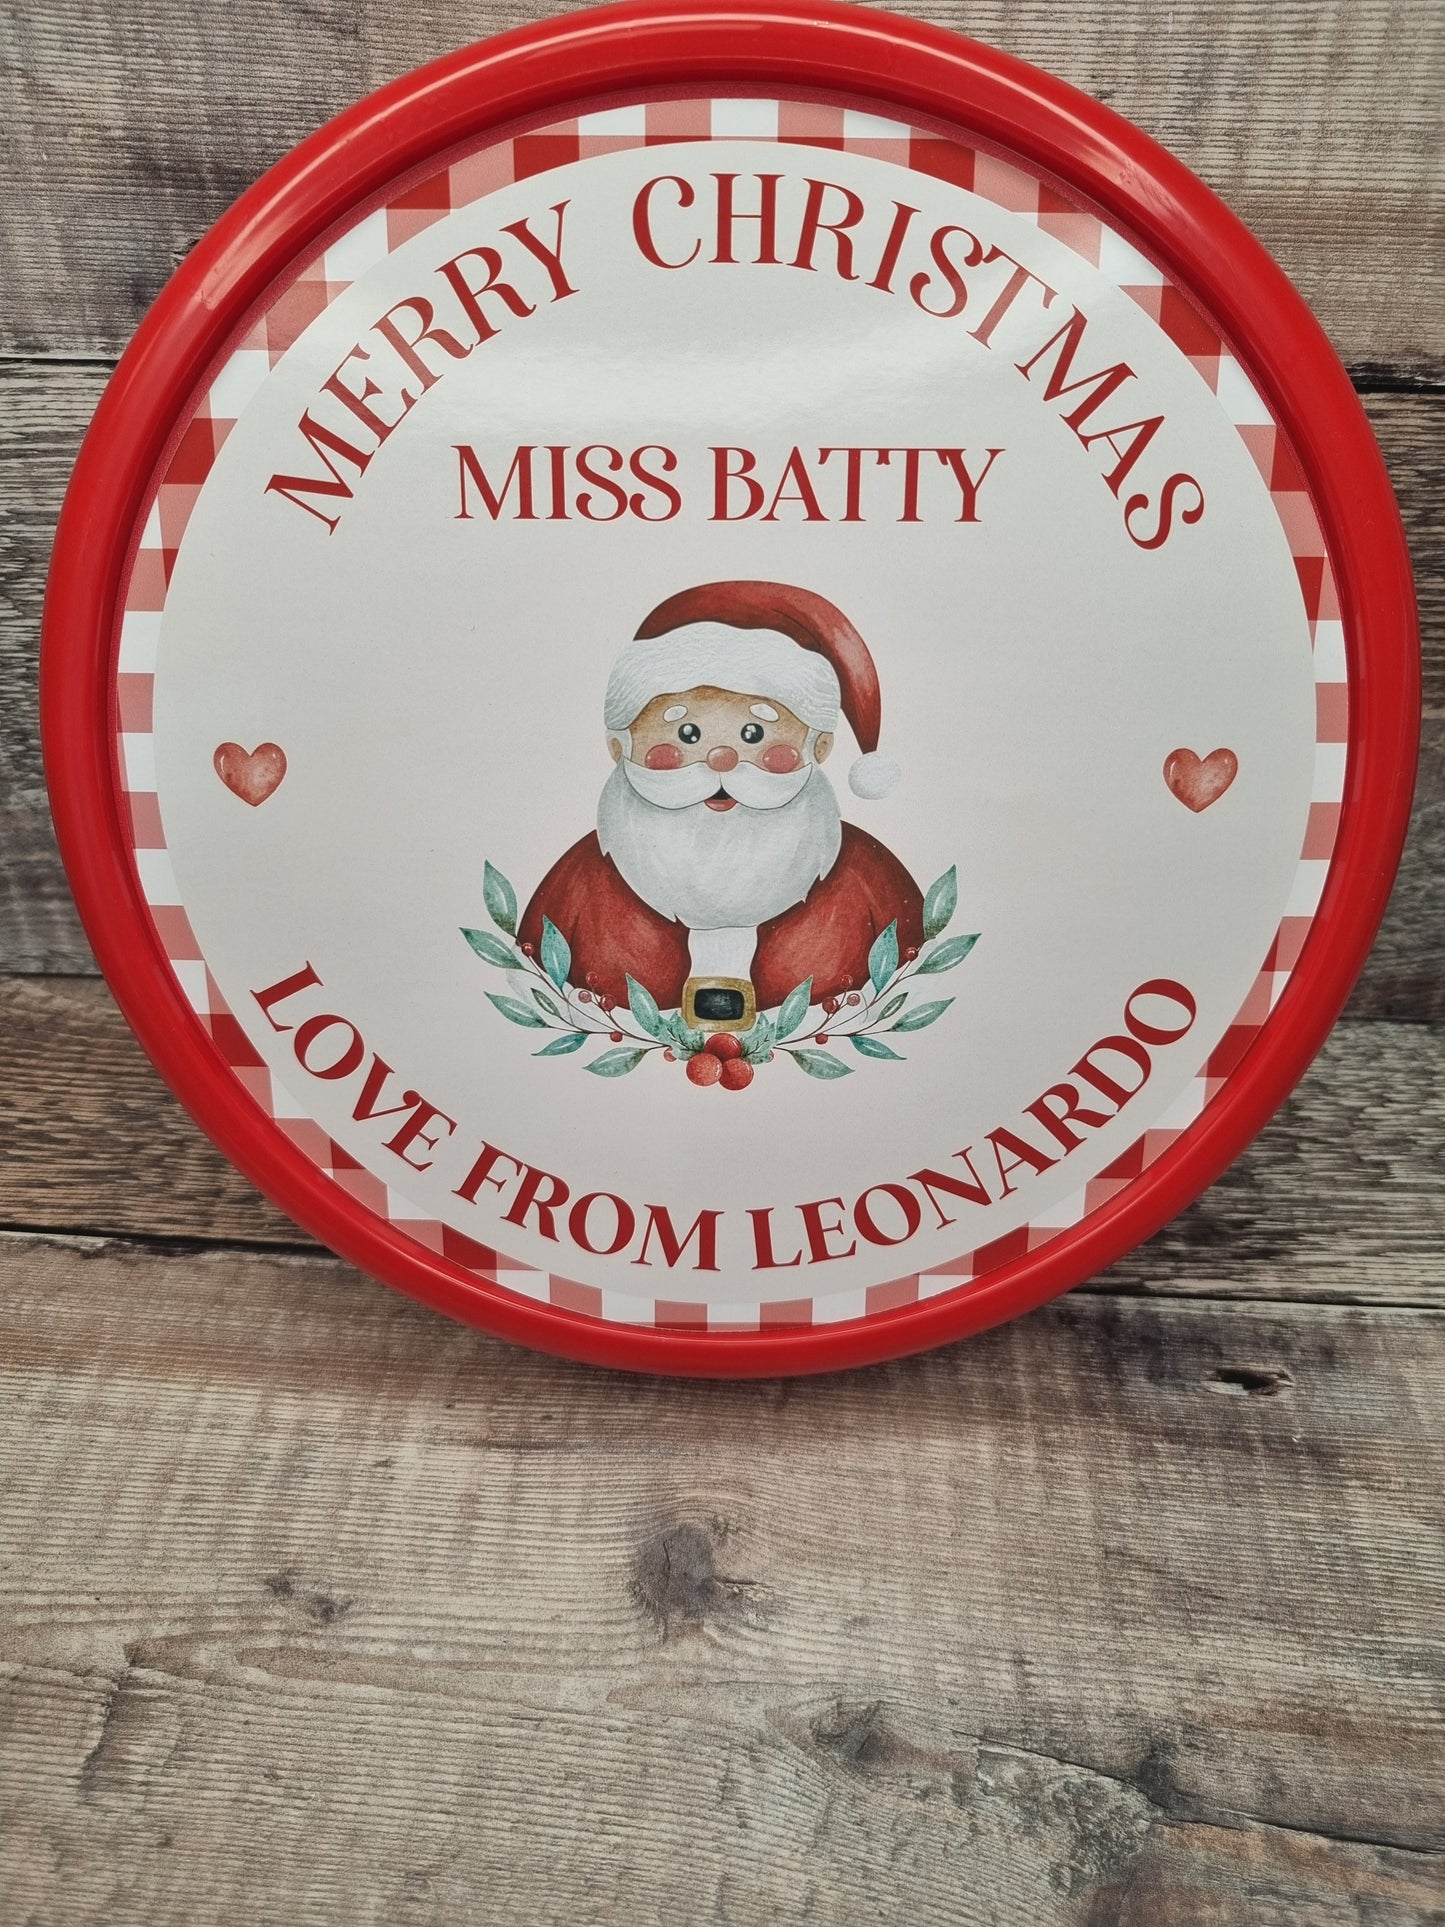 MERRY CHRISTMAS
MISS BATTY
LOVE FROM LEONARDO